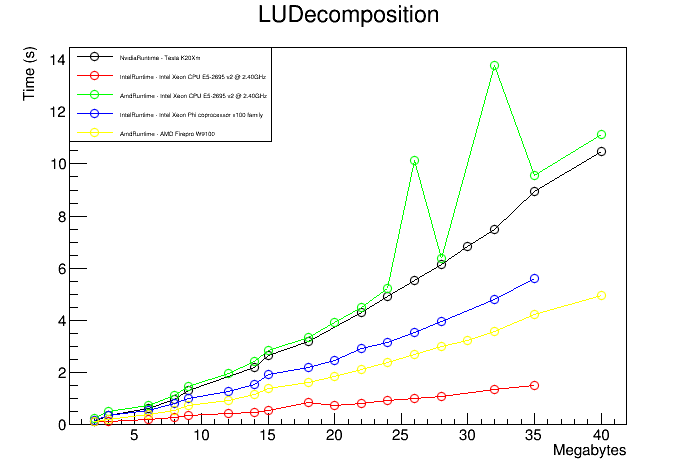 LUDecomposition
Time (s)
14
12
10
8
6
4
2
0
NvidiaRuntime - Tesla K20Xm
IntelRuntime - Intel Xeon CPU E5-2695 v2 @ 2.40GHz
AmdRuntime - Intel Xeon CPU E5-2695 v2 @ 2.40GHz
IntelRuntime - Intel Xeon Phi coprocessor x100 family
AmdRuntime - AMD Firepro W9100
5 10 15 20 25 30 35 40
Megabytes